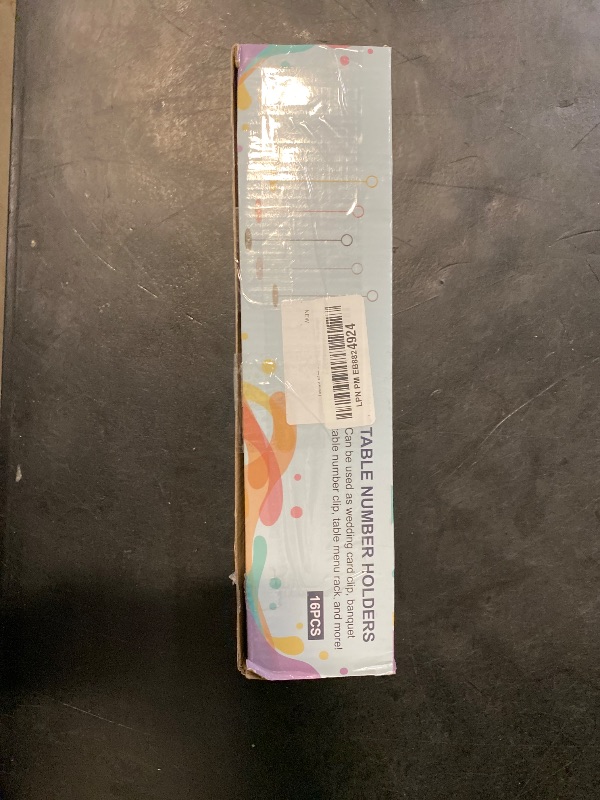 TABLE NUMBER HOLDERS
Can be used as wedding card clip, banquet
table number clip, table menu rack, and more!
16PCS
LPN PM EB8824924
NEW